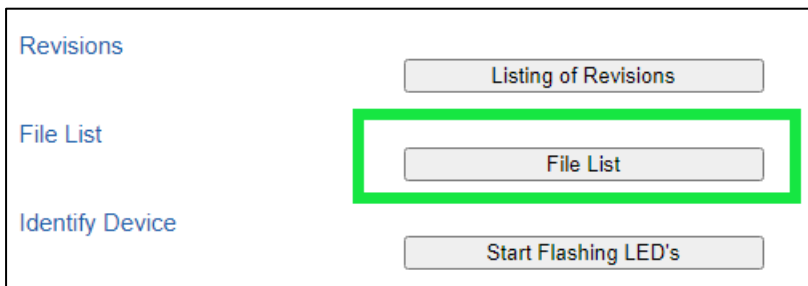 Revisions
Listing of Revisions
File List
File List
Identify Device
Start Flashing LED's